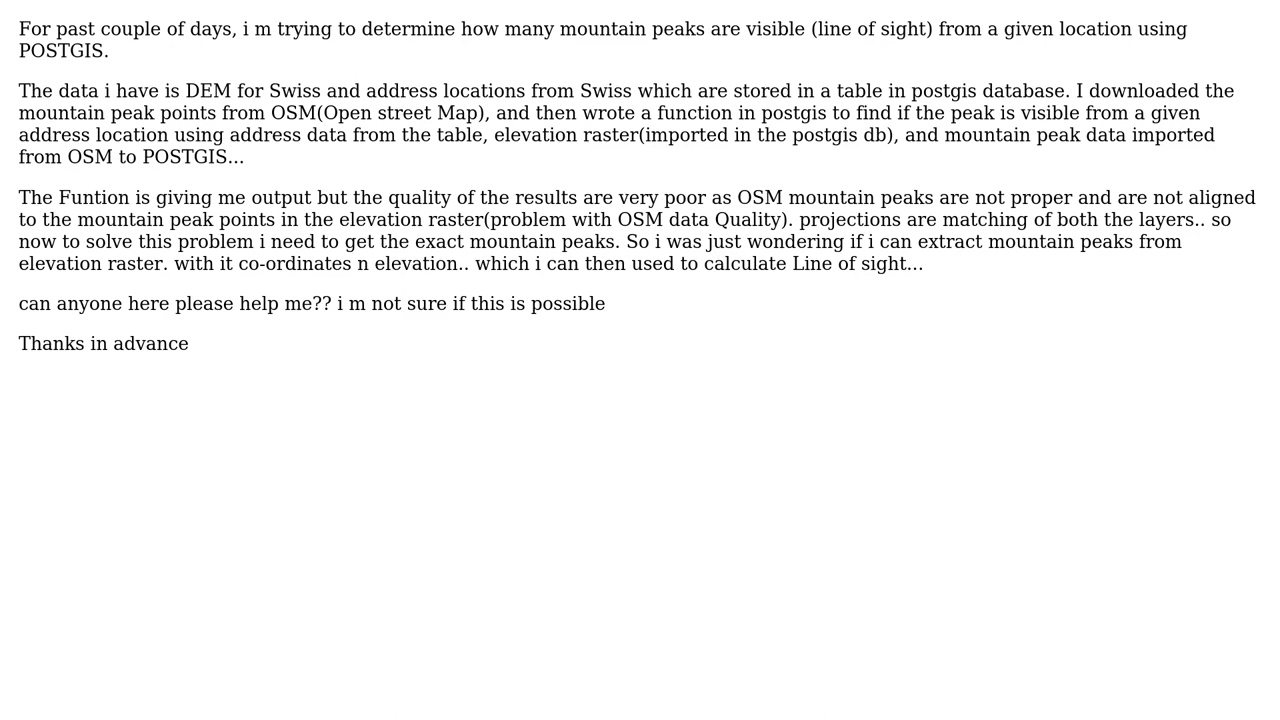 For past couple of days, i m trying to determine how many mountain peaks are visible (line of sight) from a given location using
POSTGIS.
The data i have is DEM for Swiss and address locations from Swiss which are stored in a table in postgis database. I downloaded the
mountain peak points from OSM(Open street Map), and then wrote a function in postgis to find if the peak is visible from a given
address location using address data from the table, elevation raster(imported in the postgis db), and mountain peak data imported
from OSM to POSTGIS...
The Funtion is giving me output but the quality of the results are very poor as OSM mountain peaks are not proper and are not aligned
to the mountain peak points in the elevation raster(problem with OSM data Quality). projections are matching of both the layers.. so
now to solve this problem i need to get the exact mountain peaks. So i was just wondering if i can extract mountain peaks from
elevation raster. with it co-ordinates n elevation.. which i can then used to calculate Line of sight...
can anyone here please help me?? i m not sure if this is possible
Thanks in advance